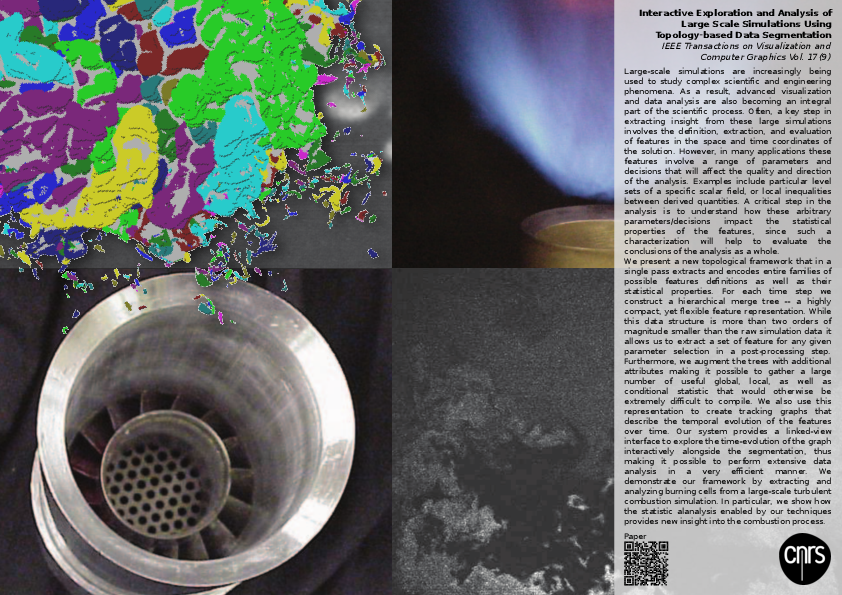 Interactive Exploration and Analysis of
Large Scale Simulations Using
Topology-based Data Segmentation
IEEE Transactions on Visualization and
Computer Graphics Vol. 17(9)
Large-scale simulations are increasingly being
used to study complex scientific and engineering
phenomena. As a result, advanced visualization
and data analysis are also becoming an integral
part of the scientific process. Often, a key step in
extracting insight from these large simulations
involves the definition, extraction, and evaluation
of features in the space and time coordinates of
the solution. However, in many applications these
features involve a range of parameters and
decisions that will affect the quality and direction
of the analysis. Examples include particular level
sets of a specific scalar field, or local inequalities
between derived quantities. A critical step in the
analysis is to understand how these arbitrary
parameters/decisions impact the statistical
properties of the features, since such a
characterization will help to evaluate the
conclusions of the analysis as a whole.
We present a new topological framework that in a
single pass extracts and encodes entire families of
possible features definitions as well as their
statistical properties. For each time step we
construct a hierarchical merge tree -- a highly
compact, yet flexible feature representation. While
this data structure is more than two orders of
magnitude smaller than the raw simulation data it
allows us to extract a set of feature for any given
parameter selection in a post-processing step.
Furthermore, we augment the trees with additional
attributes making it possible to gather a large
number of useful global, local, as well as
conditional statistic that would otherwise be
extremely difficult to compile. We also use this
representation to create tracking graphs that
describe the temporal evolution of the features
over time. Our system provides a linked-view
interface to explore the time-evolution of the graph
interactively alongside the segmentation, thus
making it possible to perform extensive data
analysis in a very efficient manner. We
demonstrate our framework by extracting and
analyzing burning cells from a large-scale turbulent
combustion simulation. In particular, we show how
the statistic alanalysis enabled by our techniques
provides new insight into the combustion process.
Paper
cnrs